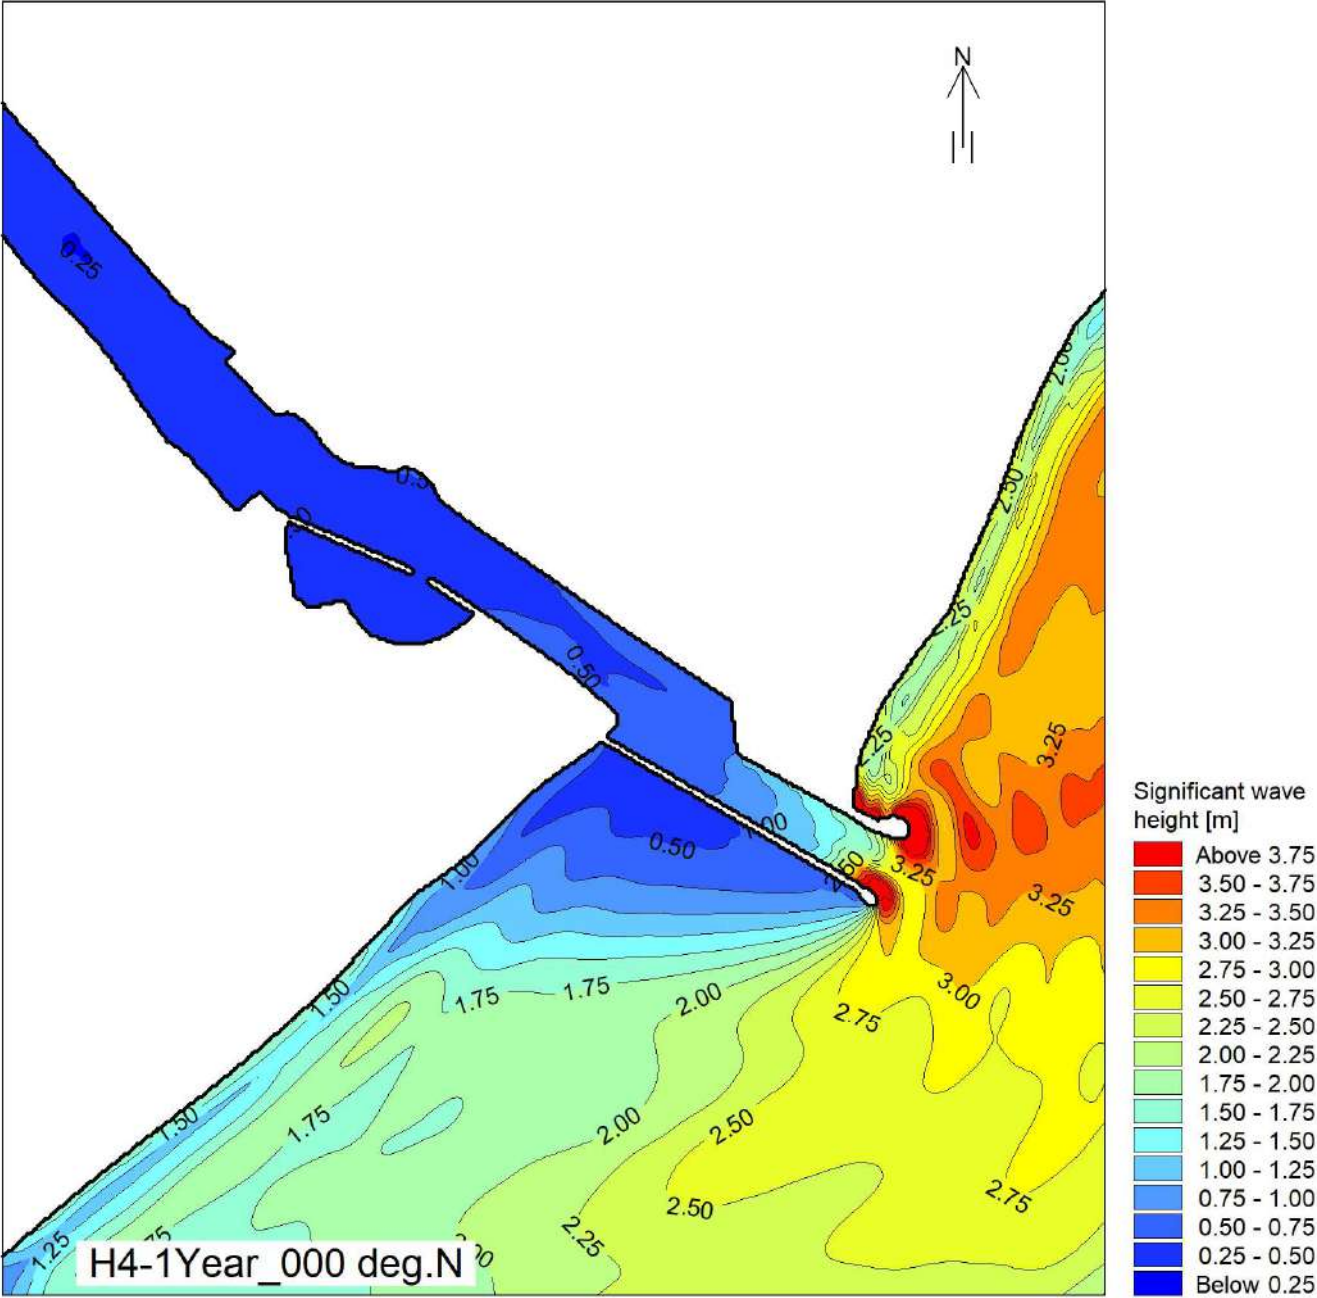 N
0.25
0.5
2.00
2.50
0.50
3.25
1.00
0.50
1.00
3.25
3.25
1.50
1.75
1.75
2.00
3.00
2.75
1.50
1.75
2.00
2.50
2.75
2.50
2.25
1.25
H4-1Year_000 deg.N
Significant wave
height [m]
Above 3.75
3.50 - 3.75
3.25 - 3.50
3.00 - 3.25
2.75 - 3.00
2.50 - 2.75
2.25 - 2.50
2.00 - 2.25
1.75 - 2.00
1.50 - 1.75
1.25 - 1.50
1.00 - 1.25
0.75 - 1.00
0.50 - 0.75
0.25 - 0.50
Below 0.25